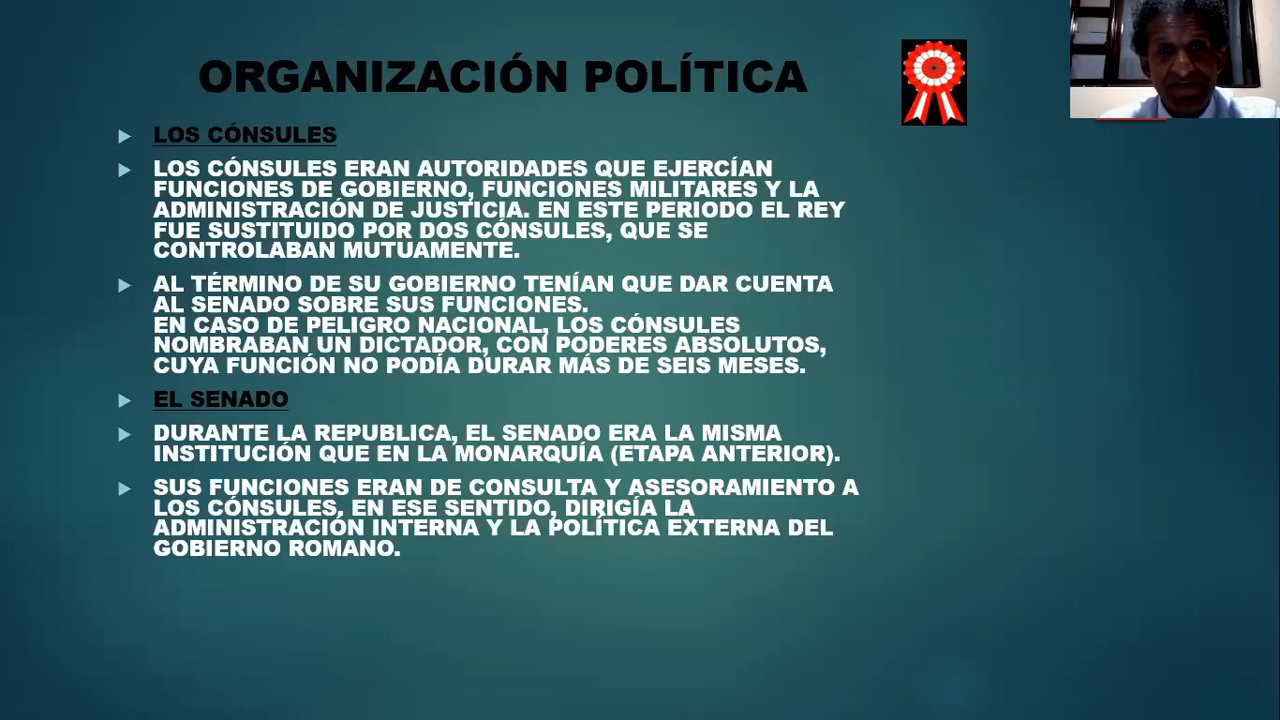 ORGANIZACIÓN POLÍTICA
LOS CÓNSULES
LOS CÓNSULES ERAN AUTORIDADES QUE EJERCÍAN
FUNCIONES DE GOBIERNO, FUNCIONES MILITARES Y LA
ADMINISTRACIÓN DE JUSTICIA. EN ESTE PERIODO EL REY
FUE SUSTITUIDO POR DOS CÓNSULES, QUE SE
CONTROLABAN MUTUAMENTE.
AL TÉRMINO DE SU GOBIERNO TENÍAN QUE DAR CUENTA
AL SENADO SOBRE SUS FUNCIONES.
EN CASO DE PELIGRO NACIONAL, LOS CÓNSULES
NOMBRABAN UN DICTADOR, CON PODERES ABSOLUTOS,
CUYA FUNCIÓN NO PODÍA DURAR MÁS DE SEIS MESES.
EL SENADO
DURANTE LA REPUBLICA, EL SENADO ERA LA MISMA
INSTITUCIÓN QUE EN LA MONARQUÍA (ETAPA ANTERIOR).
SUS FUNCIONES ERAN DE CONSULTA Y ASESORAMIENTO A
LOS CÓNSULES, EN ESE SENTIDO, DIRIGÍA LA
ADMINISTRACIÓN INTERNA Y LA POLÍTICA EXTERNA DEL
GOBIERNO ROMANO.